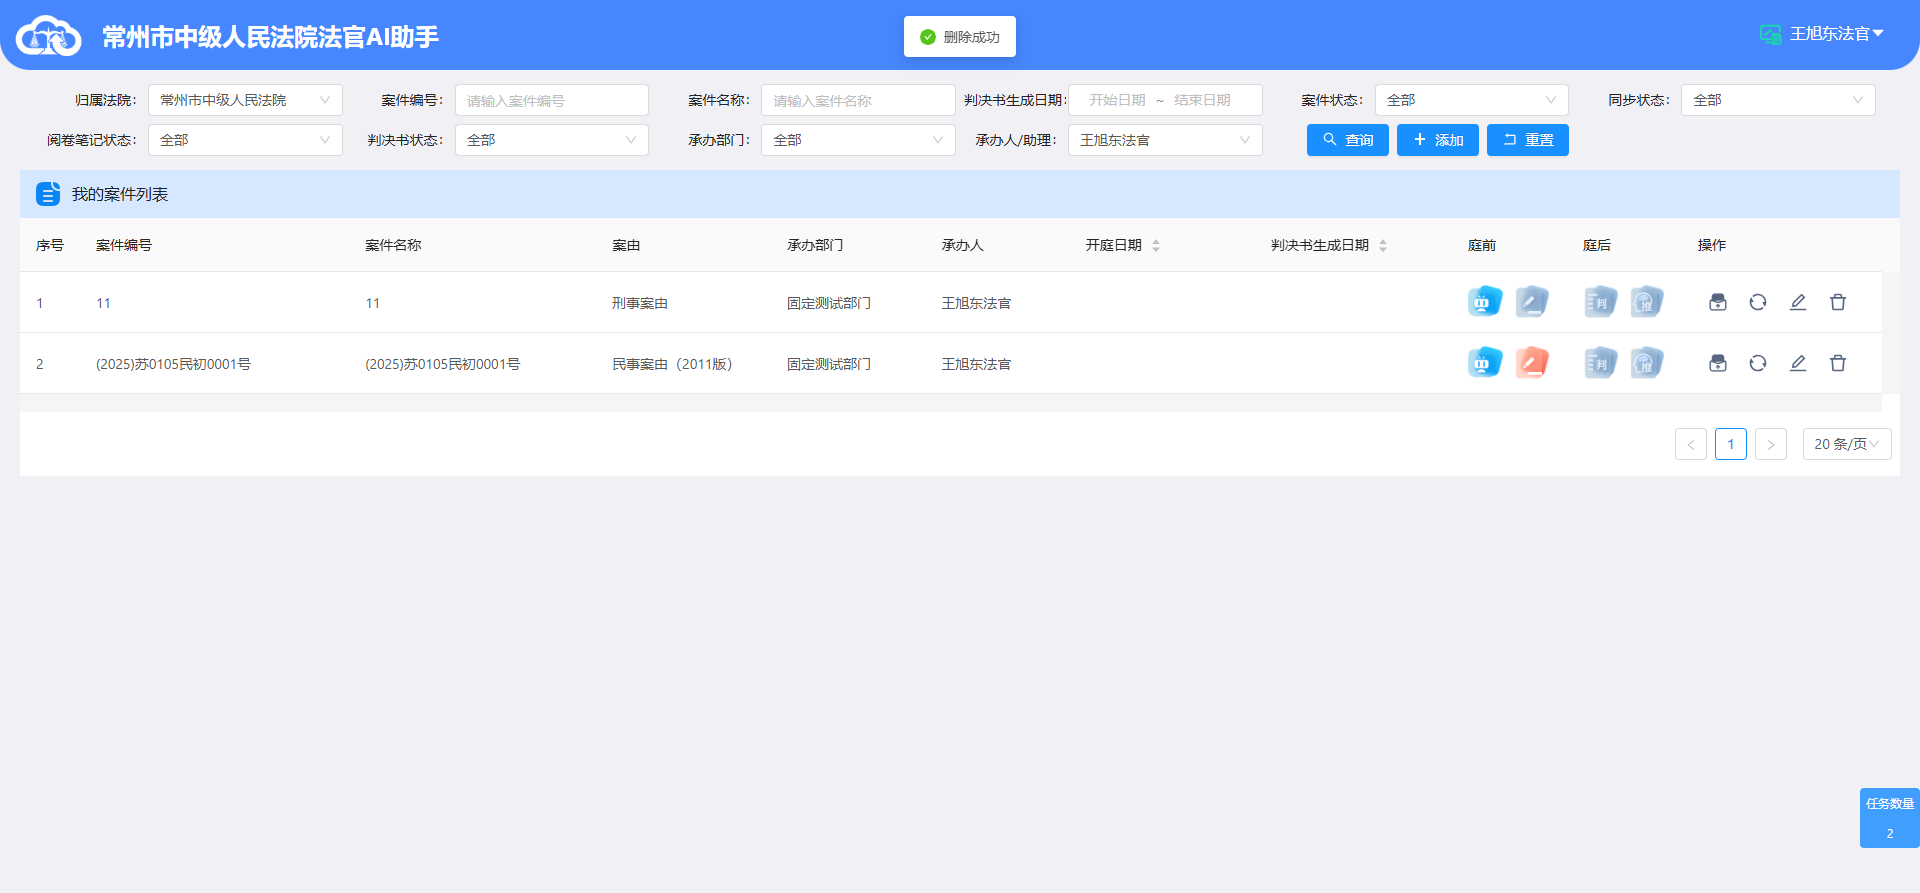 常州市中级人民法院法官AI助手
删除成功
王旭东法官
归属法院: 常州市中级人民法院 案件编号: 请输入案件编号 案件名称: 请输入案件名称 判决书生成日期: 开始日期 ~ 结束日期 案件状态: 全部 同步状态: 全部
阅卷笔记状态: 全部 判决书状态: 全部 承办部门: 全部 承办人/助理: 王旭东法官 查询 添加 重置
我的案件列表
序号 案件编号 案件名称 案由 承办部门 承办人 开庭日期 判决书生成日期 庭前 庭后 操作
1 11 11 刑事案由 固定测试部门 王旭东法官 判 推
2 (2025)苏0105民初0001号 (2025)苏0105民初0001号 民事案由（2011版） 固定测试部门 王旭东法官 判 推
< 1 > 20 条/页
任务数量
2